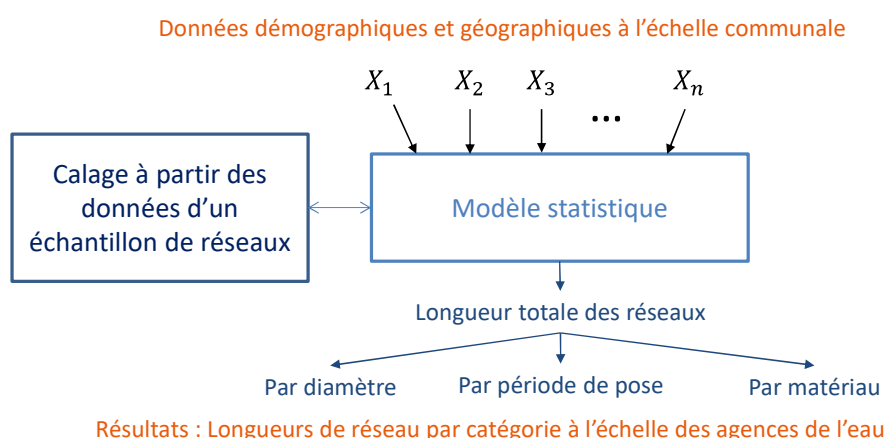 Données démographiques et géographiques à l'échelle communale
X₁ X₂ X₃ ... Xₙ
Calage à partir des
données d'un
échantillon de réseaux
Modèle statistique
Longueur totale des réseaux
Par diamètre Par période de pose Par matériau
Résultats : Longueurs de réseau par catégorie à l'échelle des agences de l'eau